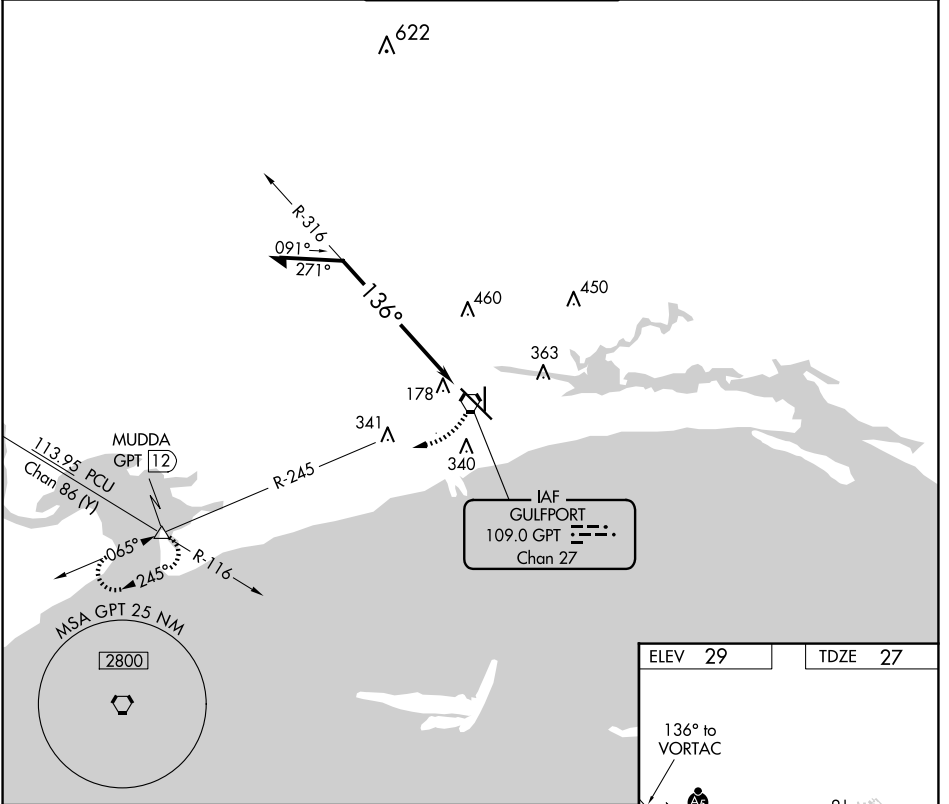 622
R-316
091°
271°
136°
460
450
363
178
341
340
MUDDA
GPT 12
113.95 PCU
Chan 86 (Y)
R-245
065°
245°
R-116
IAF
GULFPORT
109.0 GPT
Chan 27
MSA GPT 25 NM
2800
ELEV 29
TDZE 27
136° to
VORTAC